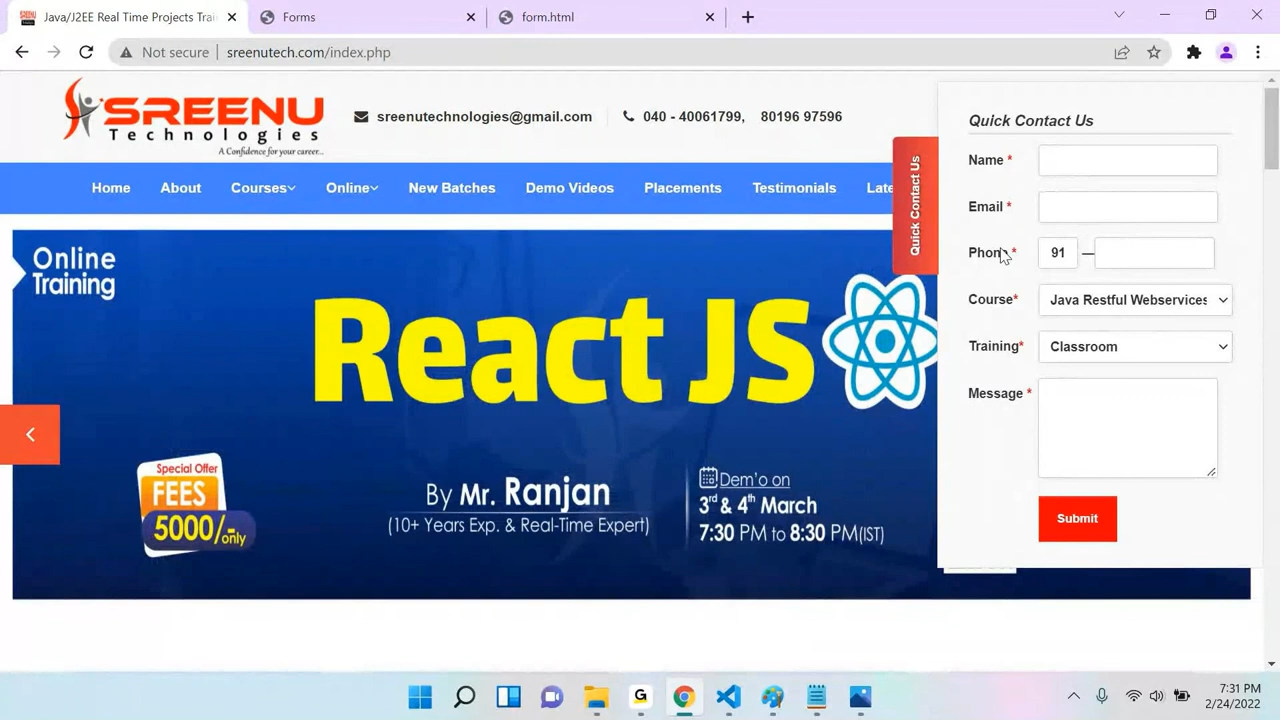 Java/J2EE Real Time Projects Trai
Forms
form.html
Not secure
sreenutech.com/index.php
SREENU
Technologies
A Confidence for your career...
sreenutechnologies@gmail.com
040 - 40061799, 80196 97596
Home
About
Courses
Online
New Batches
Demo Videos
Placements
Testimonials
Late
Quick Contact Us
Quick Contact Us
Name *
Email *
Phone *
91
—
Course*
Java Restful Webservices
Training*
Classroom
Message *
Submit
Online
Training
React JS
Special Offer
FEES
5000/-only
By Mr. Ranjan
(10+ Years Exp. & Real-Time Expert)
Dem'o on
3rd & 4th March
7:30 PM to 8:30 PM(IST)
G
7:31 PM
2/24/2022